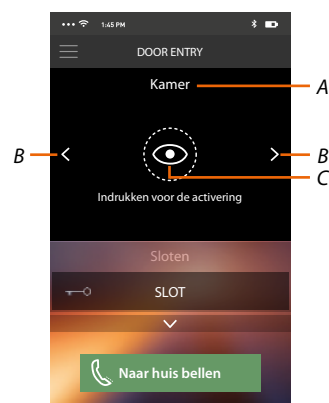 1:45 PM
DOOR ENTRY
Kamer
A
B
B
C
Indrukken voor de activering
Sloten
SLOT
Naar huis bellen